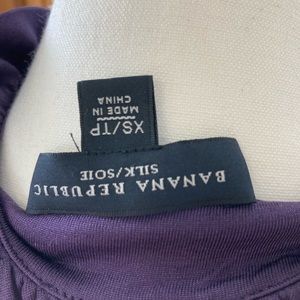 BANANA REPUBLIC
SILK/SOIE
XS/TP
MADE IN
CHINA